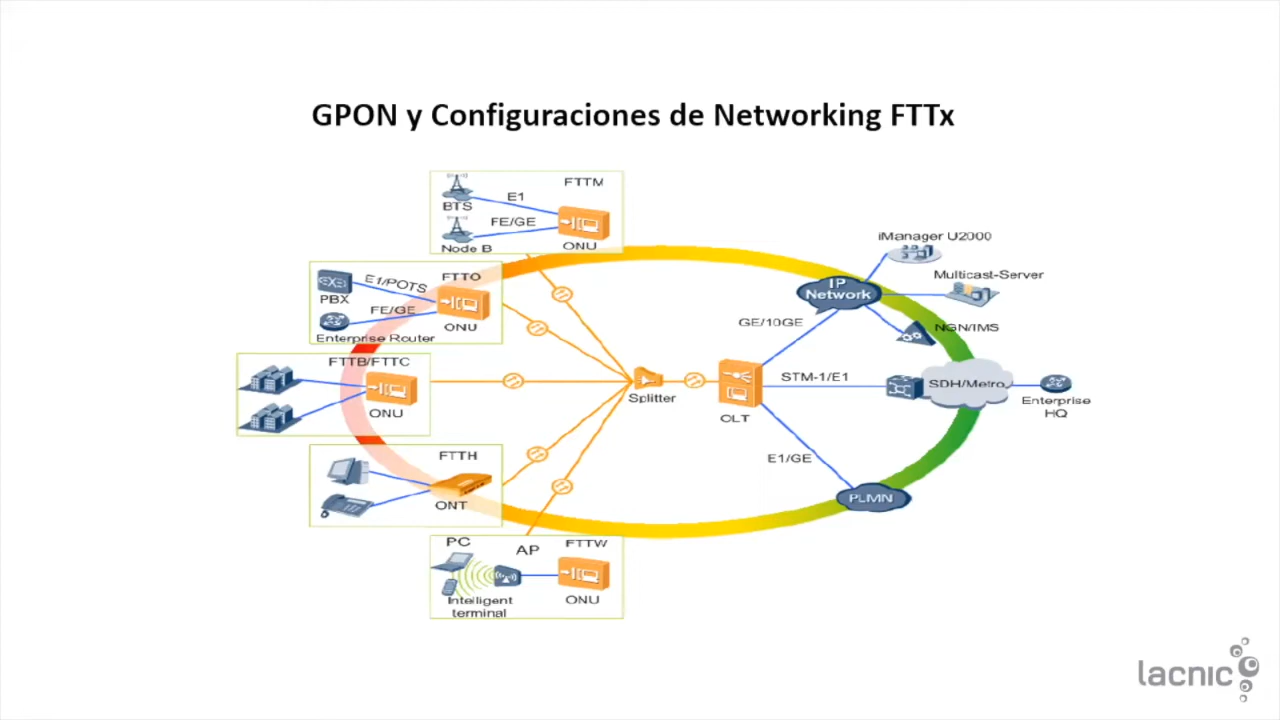 GPON y Configuraciones de Networking FTTx
FTTM
BTS
E1
FE/GE
Node B
ONU
FTTO
PBX
E1/POTS
FE/GE
Enterprise Router
ONU
FTTB/FTTC
ONU
FTTH
ONT
PC
AP
FTTW
Intelligent
terminal
ONU
Splitter
OLT
GE/10GE
STM-1/E1
E1/GE
IP
Network
iManager U2000
Multicast-Server
NGN/IMS
SDH/Metro
Enterprise
HQ
PLMN
lacnic